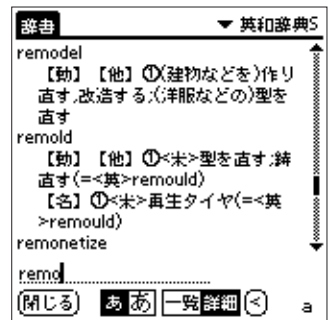 辞書 ▼ 英和辞典S
remodel
【動】【他】①(建物などを)作り
直す,改造する;(洋服などの)型を
直す
remold
【動】【他】①<米>型を直す;鋳
直す(=<英>remould)
【名】①<米>再生タイヤ(=<英
>remould)
remonetize
remo
閉じる あ あ 一覧 詳細 < a